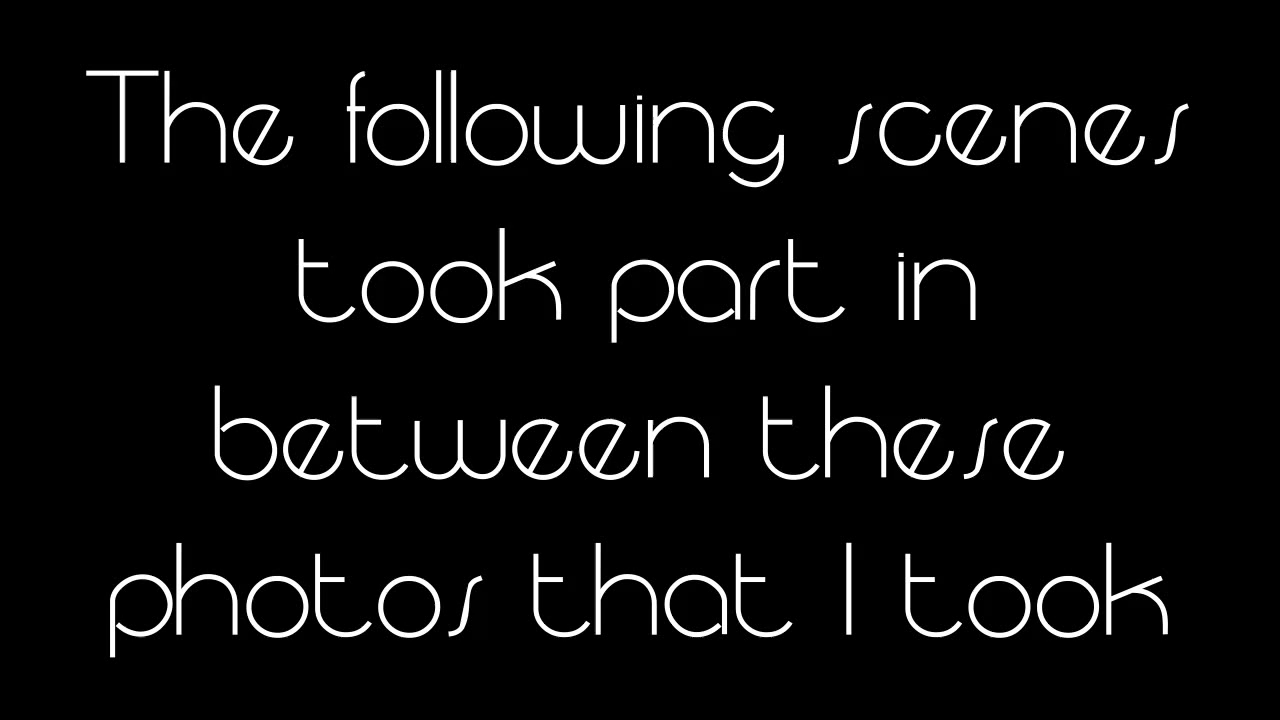 The following scenes
took part in
between these
photos that I took